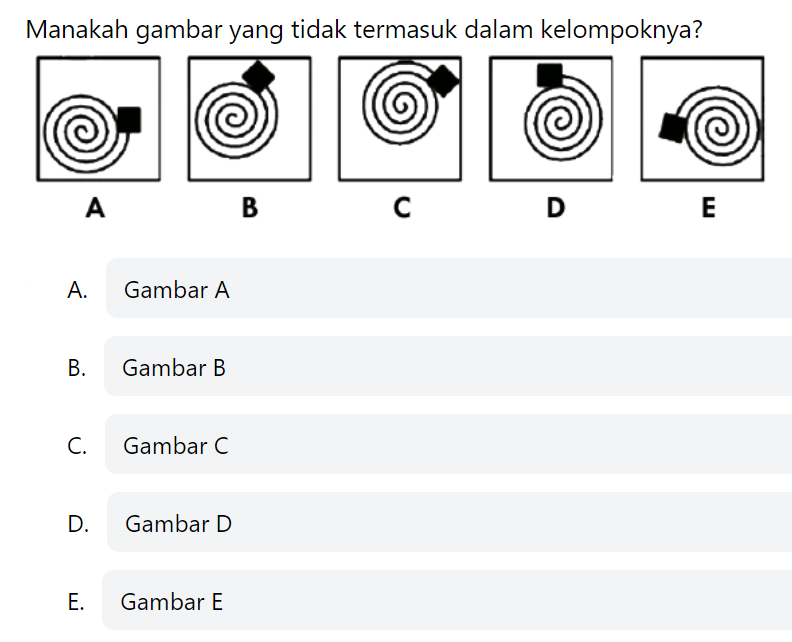 Manakah gambar yang tidak termasuk dalam kelompoknya?
A B C D E
A. Gambar A
B. Gambar B
C. Gambar C
D. Gambar D
E. Gambar E